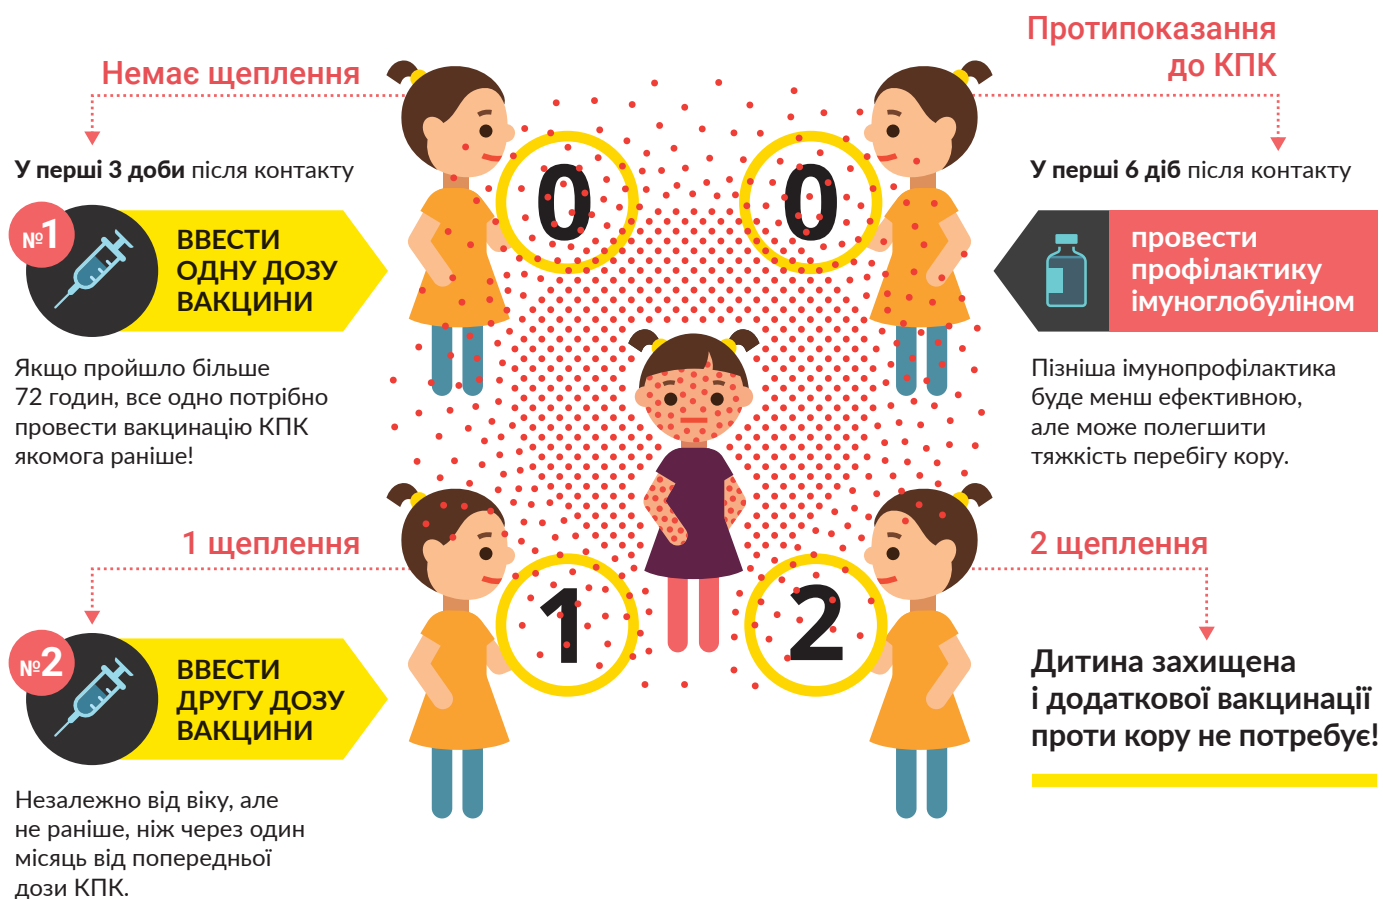 Немає щеплення
У перші 3 доби після контакту
№1
ВВЕСТИ
ОДНУ ДОЗУ
ВАКЦИНИ
Якщо пройшло більше
72 годин, все одно потрібно
провести вакцинацію КПК
якомога раніше!
0
0
Протипоказання
до КПК
У перші 6 діб після контакту
провести
профілактику
імуноглобуліном
Пізніша імунопрофілактика
буде менш ефективною,
але може полегшити
тяжкість перебігу кору.
1 щеплення
№2
ВВЕСТИ
ДРУГУ ДОЗУ
ВАКЦИНИ
Незалежно від віку, але
не раніше, ніж через один
місяць від попередньої
дози КПК.
1
2
2 щеплення
Дитина захищена
і додаткової вакцинації
проти кору не потребує!